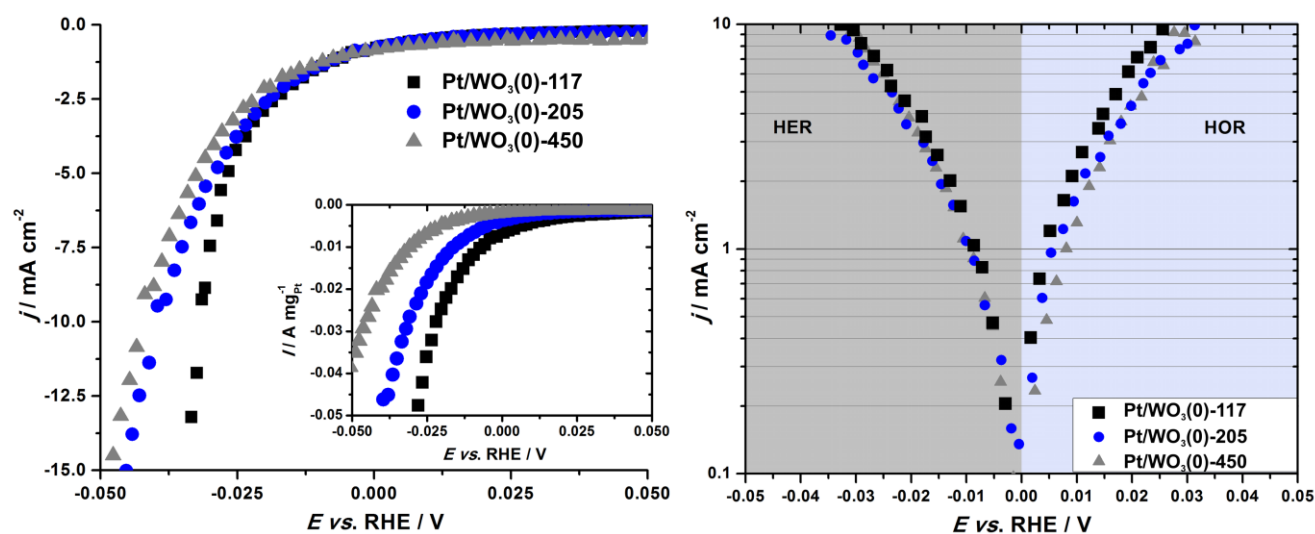 0.0
-2.5
-5.0
-7.5
-10.0
-12.5
-15.0
j / mA cm⁻²
Pt/WO₃(0)-117
Pt/WO₃(0)-205
Pt/WO₃(0)-450
0.00
-0.01
-0.02
-0.03
-0.04
-0.05
I / A mg⁻¹Pt
-0.050 -0.025 0.000 0.025 0.050
E vs. RHE / V
-0.050 -0.025 0.000 0.025 0.050
E vs. RHE / V
10
1
0.1
j / mA cm⁻²
HER
HOR
Pt/WO₃(0)-117
Pt/WO₃(0)-205
Pt/WO₃(0)-450
-0.05 -0.04 -0.03 -0.02 -0.01 0.00 0.01 0.02 0.03 0.04 0.05
E vs. RHE / V